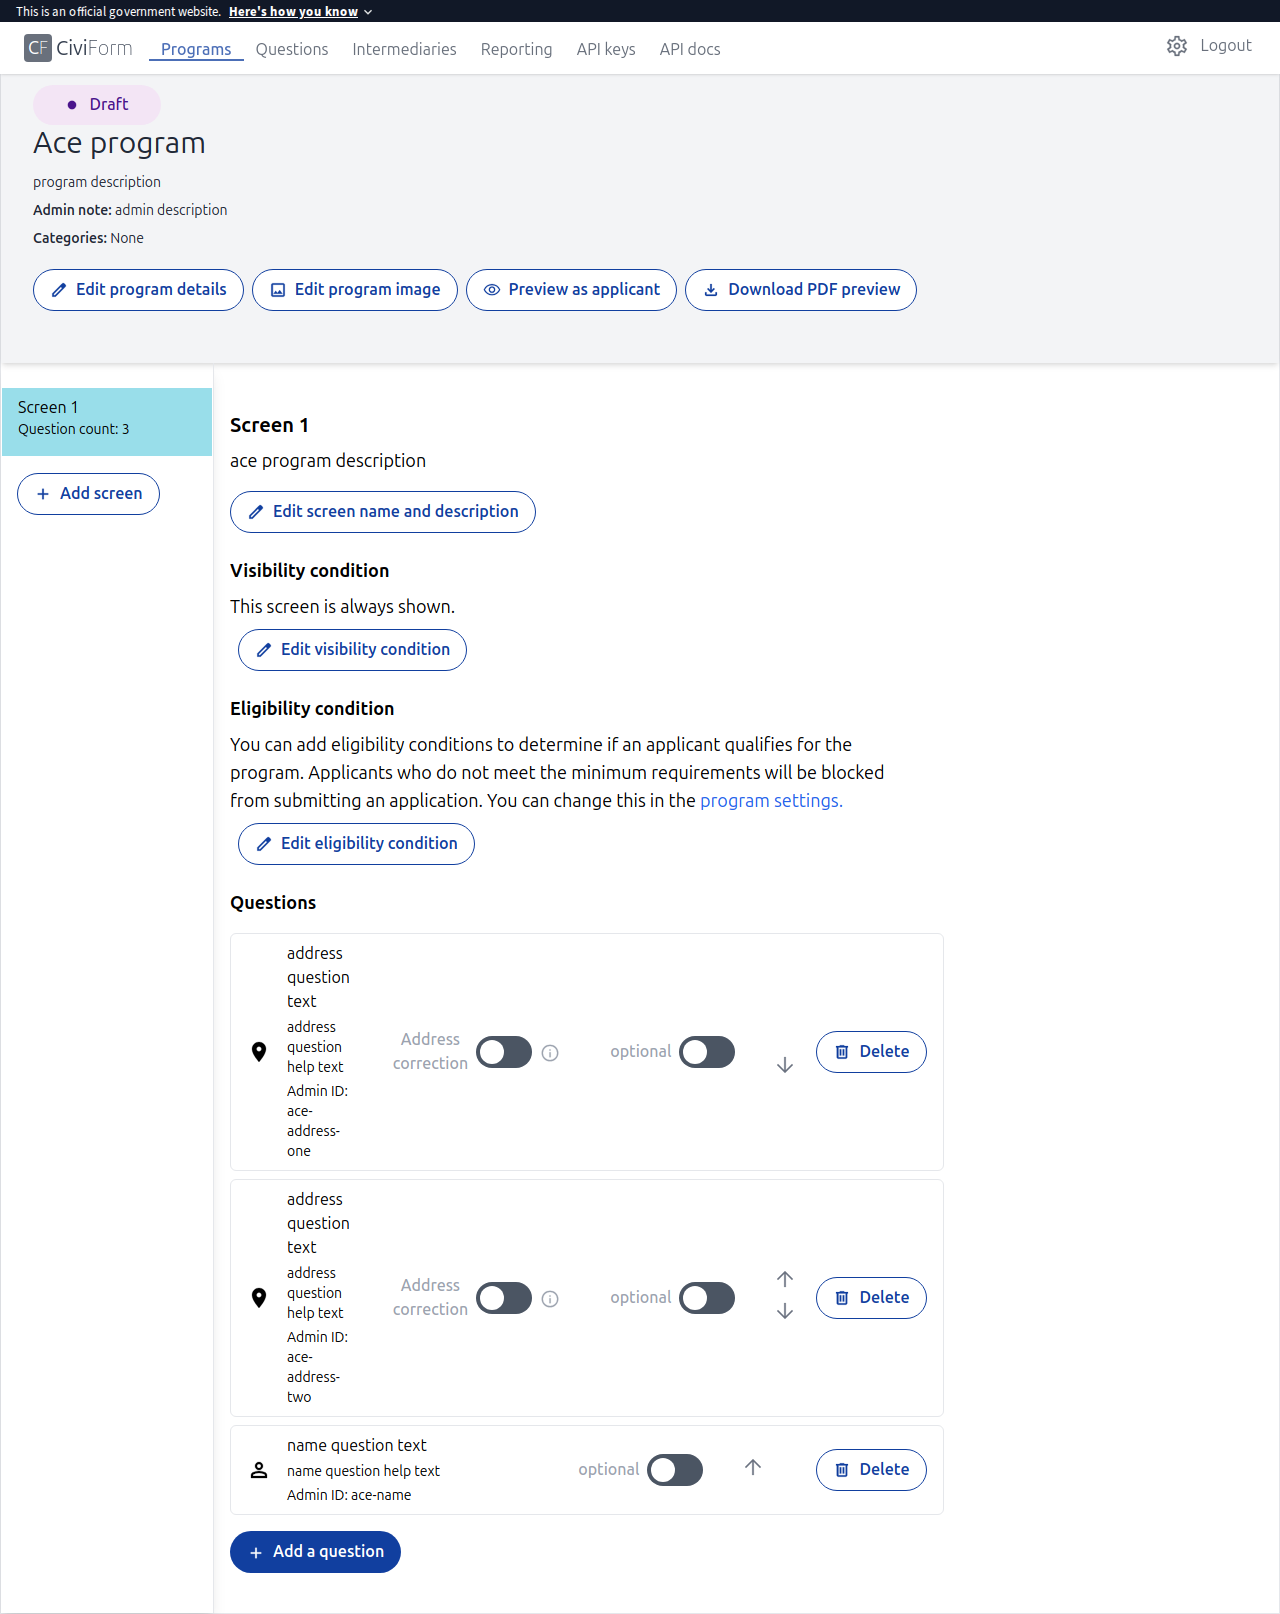 This is an official government website. Here's how you know
CF CiviForm Programs Questions Intermediaries Reporting API keys API docs Logout
Draft
Ace program
program description
Admin note: admin description
Categories: None
Edit program details Edit program image Preview as applicant Download PDF preview
Screen 1
Question count: 3
Add screen
Screen 1
ace program description
Edit screen name and description
Visibility condition
This screen is always shown.
Edit visibility condition
Eligibility condition
You can add eligibility conditions to determine if an applicant qualifies for the
program. Applicants who do not meet the minimum requirements will be blocked
from submitting an application. You can change this in the program settings.
Edit eligibility condition
Questions
address
question
text
address
question
help text
Admin ID:
ace-
address-
one
Address
correction
optional
Delete
address
question
text
address
question
help text
Admin ID:
ace-
address-
two
Address
correction
optional
Delete
name question text
name question help text
Admin ID: ace-name
optional
Delete
Add a question